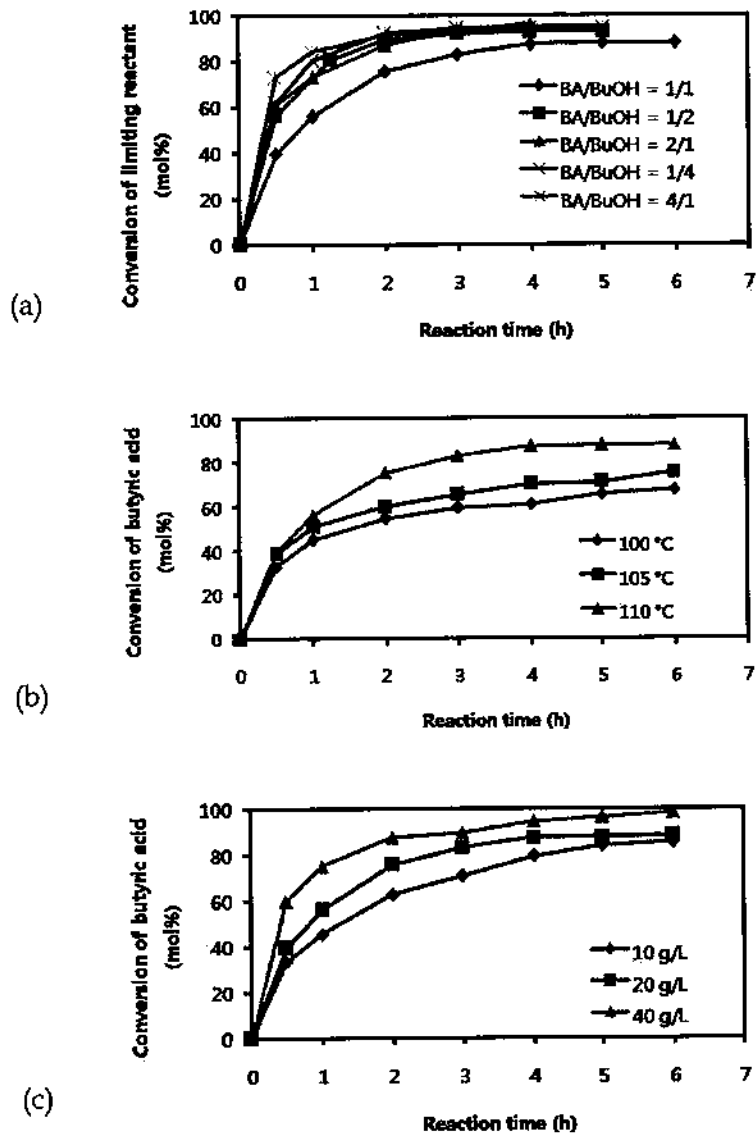 100
80
60
40
20
0
Conversion of limiting reactant
(mol%)
BA/BuOH = 1/1
BA/BuOH = 1/2
BA/BuOH = 2/1
BA/BuOH = 1/4
BA/BuOH = 4/1
0 1 2 3 4 5 6 7
Reaction time (h)
(a)
100
80
60
40
20
0
Conversion of butyric acid
(mol%)
100 °C
105 °C
110 °C
0 1 2 3 4 5 6 7
Reaction time (h)
(b)
100
80
60
40
20
0
Conversion of butyric acid
(mol%)
10 g/L
20 g/L
40 g/L
0 1 2 3 4 5 6 7
Reaction time (h)
(c)